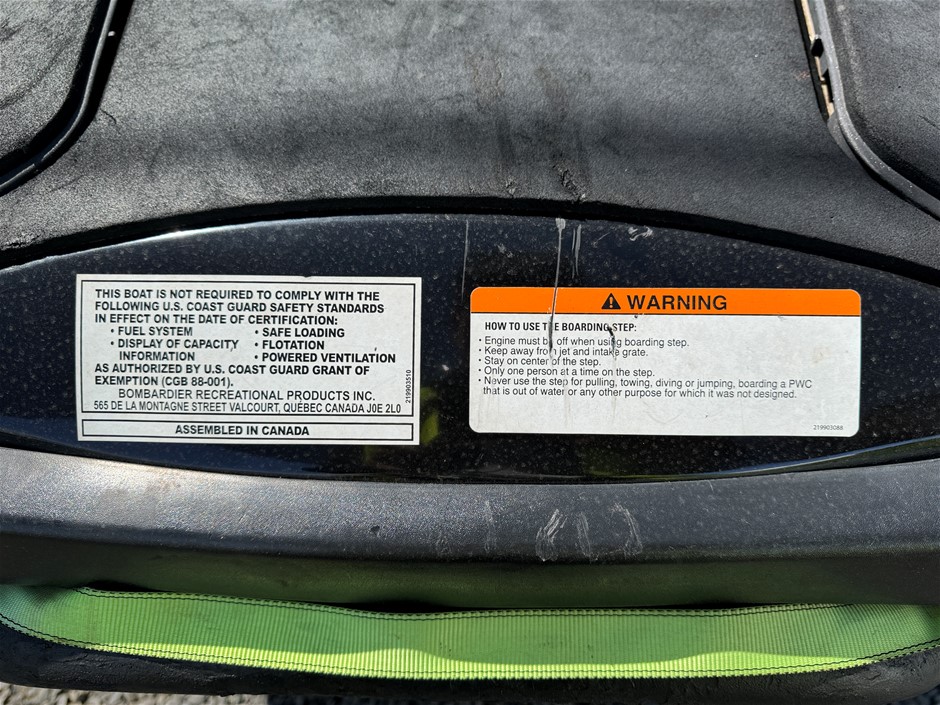 THIS BOAT IS NOT REQUIRED TO COMPLY WITH THE
FOLLOWING U.S. COAST GUARD SAFETY STANDARDS
IN EFFECT ON THE DATE OF CERTIFICATION:
• FUEL SYSTEM • SAFE LOADING
• DISPLAY OF CAPACITY • FLOTATION
INFORMATION • POWERED VENTILATION
AS AUTHORIZED BY U.S. COAST GUARD GRANT OF
EXEMPTION (CGB 88-001).
BOMBARDIER RECREATIONAL PRODUCTS INC.
565 DE LA MONTAGNE STREET VALCOURT, QUÉBEC CANADA J0E 2L0
219903510
ASSEMBLED IN CANADA
WARNING
HOW TO USE THE BOARDING STEP:
• Engine must be off when using boarding step.
• Keep away from jet and intake grate.
• Stay on center of the step.
• Only one person at a time on the step.
• Never use the step for pulling, towing, diving or jumping, boarding a PWC
that is out of water or any other purpose for which it was not designed.
219903088